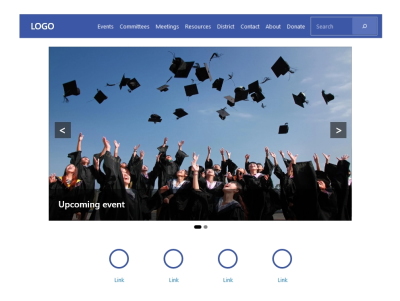 LOGO Events Committees Meetings Resources District Contact About Donate Search
< >
Upcoming event
Link Link Link Link